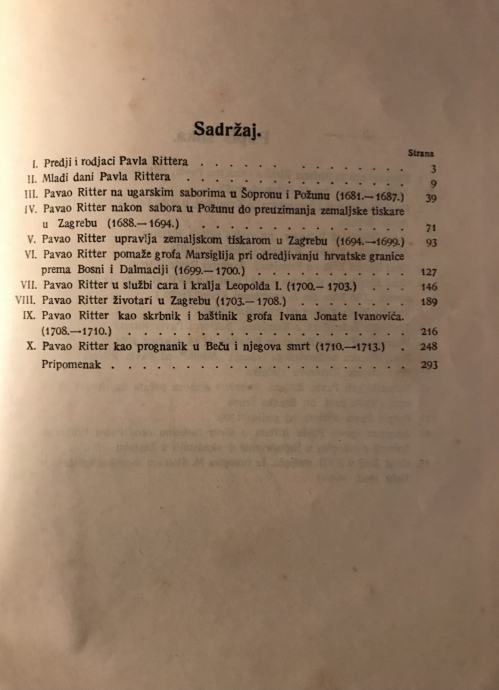 Sadržaj.
Strana
I. Predji i rodjaci Pavla Rittera . . . . . . . . . . . . 3
II. Mladi dani Pavla Rittera . . . . . . . . . . . . . 9
III. Pavao Ritter na ugarskim saborima u Šopronu i Požunu (1681.—1687.) 39
IV. Pavao Ritter nakon sabora u Požunu do preuzimanja zemaljske tiskare
u Zagrebu (1688.—1694.) . . . . . . . . . . . . . 71
V. Pavao Ritter upravlja zemaljskom tiskarom u Zagrebu (1694.—1699.) 93
VI. Pavao Ritter pomaže grofa Marsiglija pri odredjivanju hrvatske granice
prema Bosni i Dalmaciji (1699.—1700.) . . . . . . . . 127
VII. Pavao Ritter u službi cara i kralja Leopolda I. (1700.—1703.) . . . 146
VIII. Pavao Ritter životari u Zagrebu (1703.—1708.) . . . . . . . 189
IX. Pavao Ritter kao skrbnik i baštinik grofa Ivana Jonate Ivanovića.
(1708.—1710.) . . . . . . . . . . . . . . . . 216
X. Pavao Ritter kao prognanik u Beču i njegova smrt (1710.—1713.) . 248
Pripomenak . . . . . . . . . . . . . . . . . 293